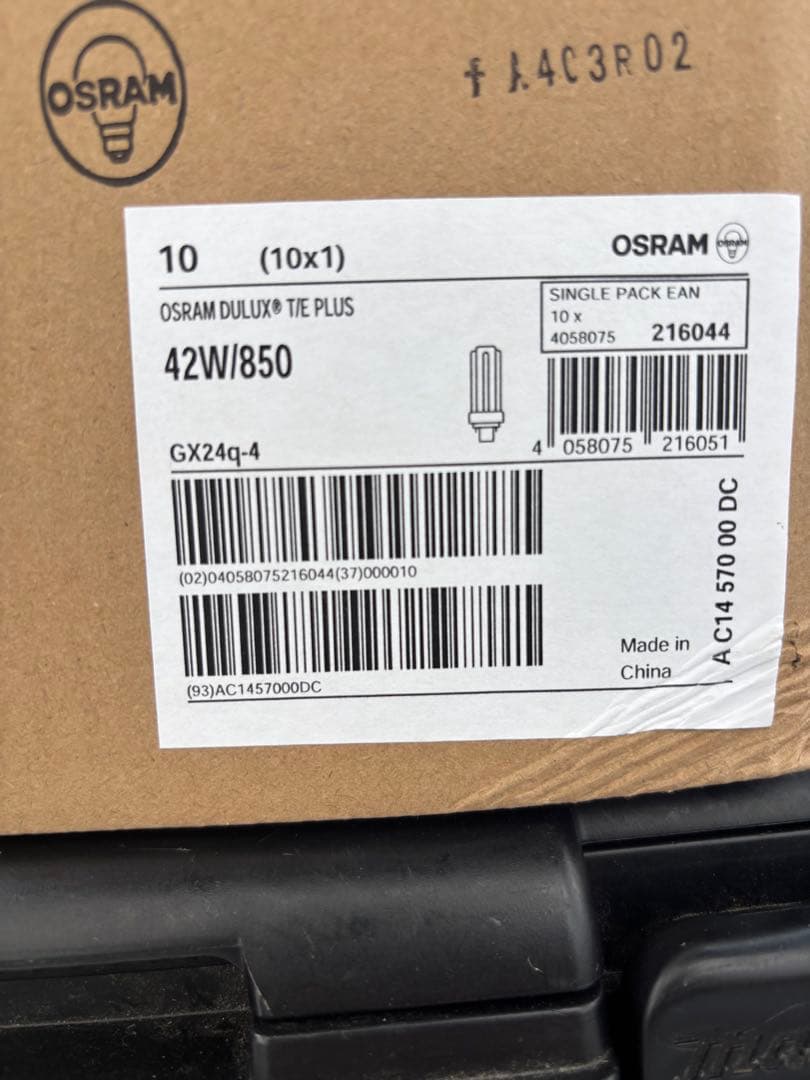 OSRAM
A4C3R02
10 (10x1)
OSRAM
OSRAM
OSRAM DULUX® T/E PLUS
42W/850
GX24q-4
SINGLE PACK EAN
10 x
4058075 216044
4 058075 216051
(02)04058075216044(37)000010
(93)AC1457000DC
A C14 570 00 DC
Made in
China